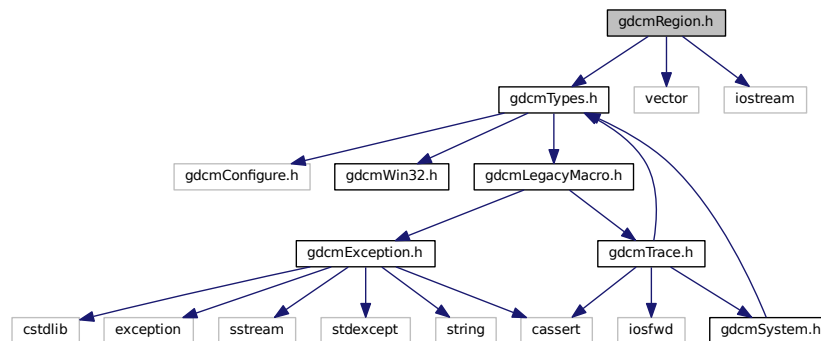 gdcmRegion.h
gdcmTypes.h
vector
iostream
gdcmConfigure.h
gdcmWin32.h
gdcmLegacyMacro.h
gdcmException.h
gdcmTrace.h
cstdlib
exception
sstream
stdexcept
string
cassert
iosfwd
gdcmSystem.h